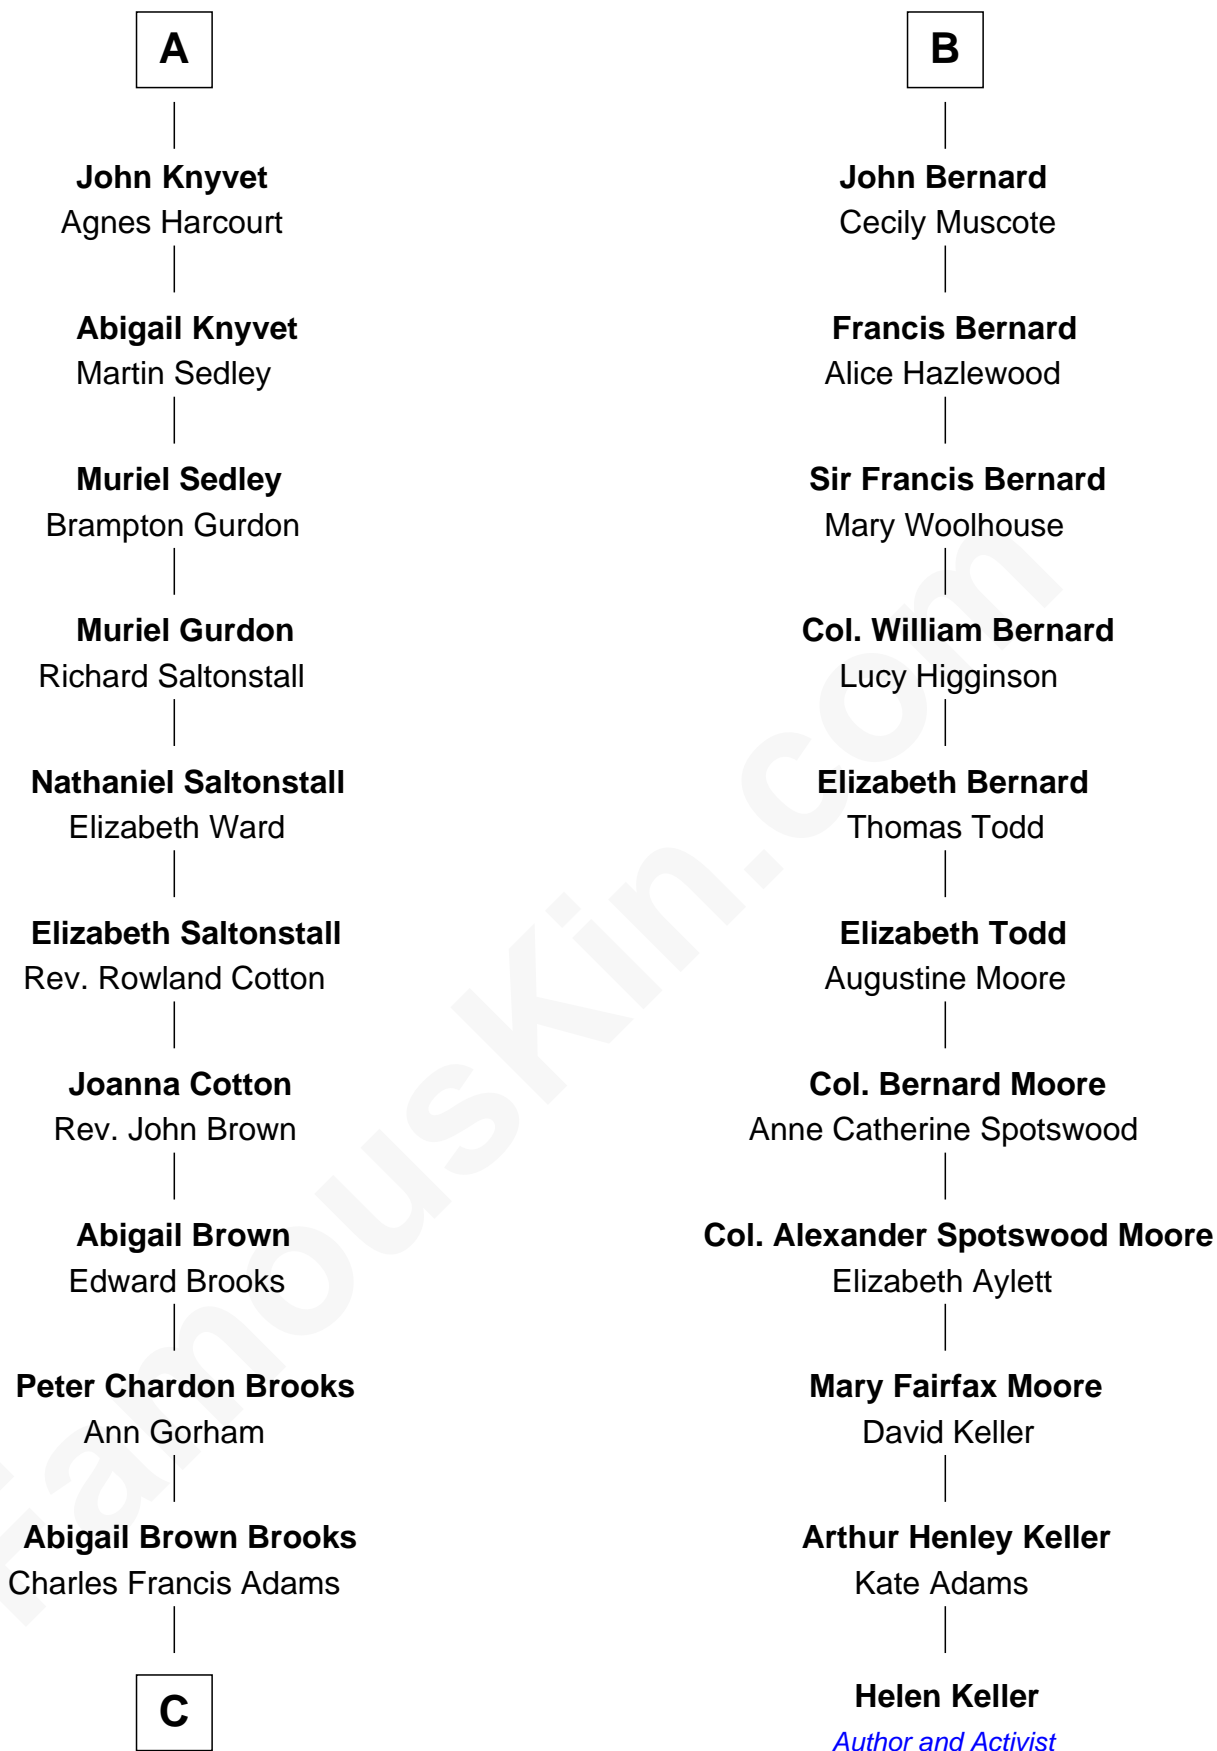 A
John Knyvet
Agnes Harcourt
Abigail Knyvet
Martin Sedley
Muriel Sedley
Brampton Gurdon
Muriel Gurdon
Richard Saltonstall
Nathaniel Saltonstall
Elizabeth Ward
Elizabeth Saltonstall
Rev. Rowland Cotton
Joanna Cotton
Rev. John Brown
Abigail Brown
Edward Brooks
Peter Chardon Brooks
Ann Gorham
Abigail Brown Brooks
Charles Francis Adams
C
B
John Bernard
Cecily Muscote
Francis Bernard
Alice Hazlewood
Sir Francis Bernard
Mary Woolhouse
Col. William Bernard
Lucy Higginson
Elizabeth Bernard
Thomas Todd
Elizabeth Todd
Augustine Moore
Col. Bernard Moore
Anne Catherine Spotswood
Col. Alexander Spotswood Moore
Elizabeth Aylett
Mary Fairfax Moore
David Keller
Arthur Henley Keller
Kate Adams
Helen Keller
Author and Activist
FamousKin.com